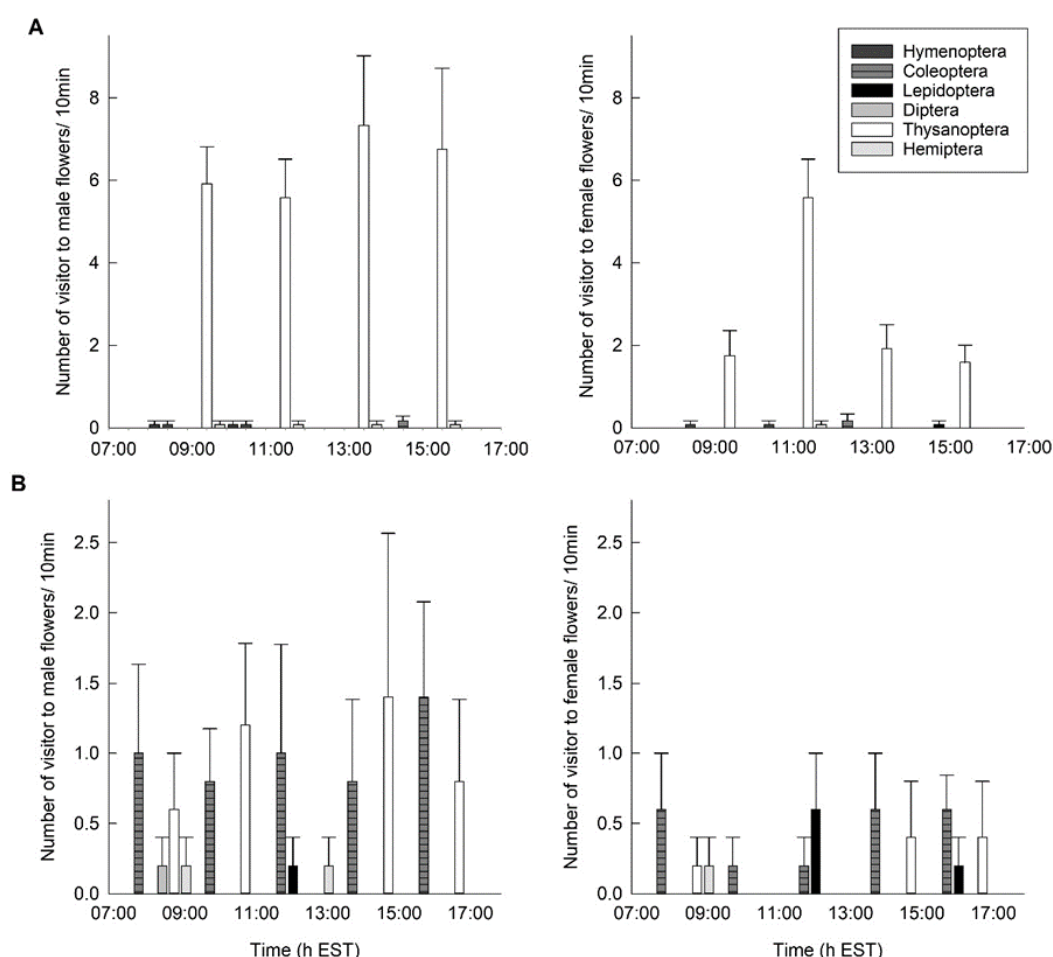 A
Number of visitor to male flowers/ 10min
8
6
4
2
0
07:00 09:00 11:00 13:00 15:00 17:00
Number of visitor to female flowers/ 10min
8
6
4
2
0
07:00 09:00 11:00 13:00 15:00 17:00
Hymenoptera
Coleoptera
Lepidoptera
Diptera
Thysanoptera
Hemiptera
B
Number of visitor to male flowers/ 10min
2.5
2.0
1.5
1.0
0.5
0.0
07:00 09:00 11:00 13:00 15:00 17:00
Time (h EST)
Number of visitor to female flowers/ 10min
2.5
2.0
1.5
1.0
0.5
0.0
07:00 09:00 11:00 13:00 15:00 17:00
Time (h EST)